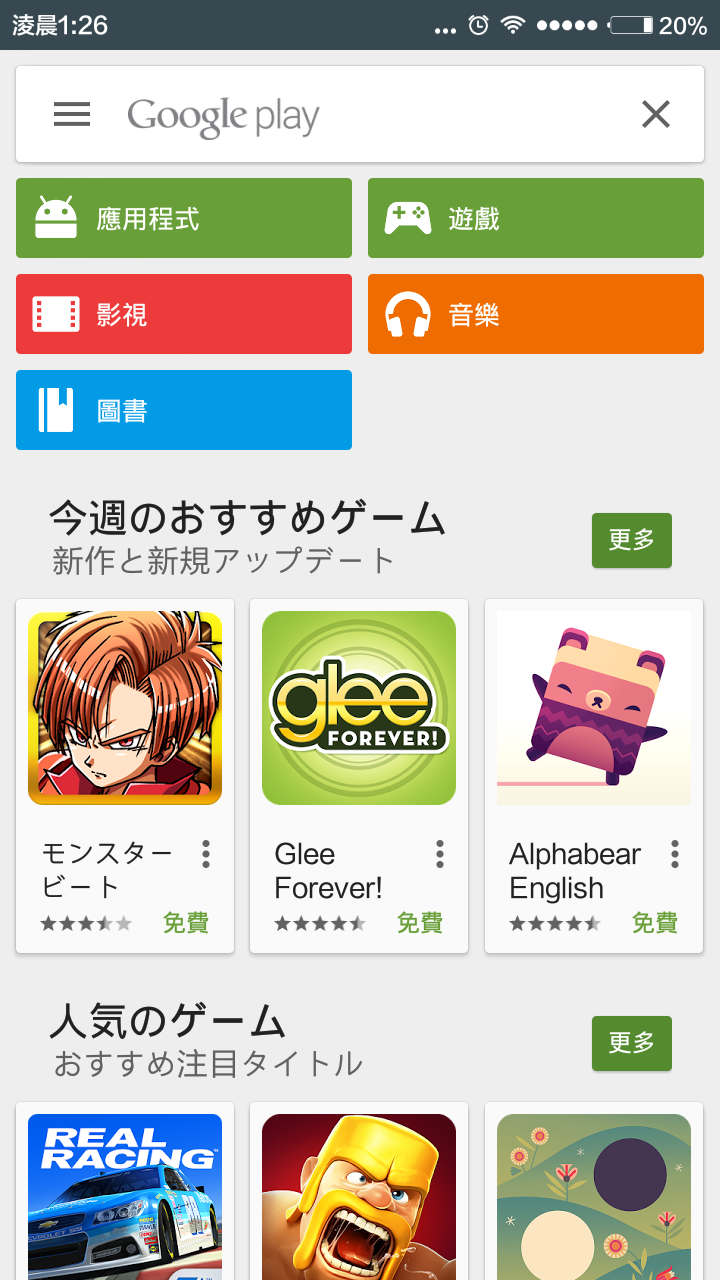 淩晨1:26
20%
Google play
應用程式
遊戲
影視
音樂
圖書
今週のおすすめゲーム
更多
新作と新規アップデート
glee
FOREVER!
モンスター
ビート
免費
Glee
Forever!
免費
Alphabear
English
免費
人気のゲーム
更多
おすすめ注目タイトル
REAL
RACING